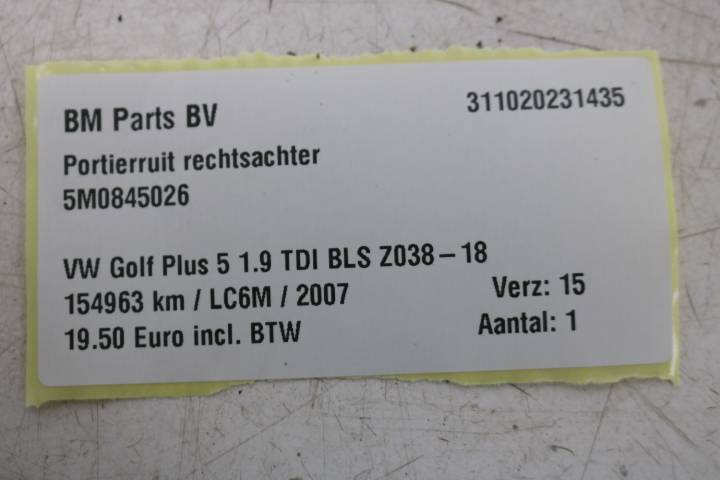 BM Parts BV 311020231435
Portierruit rechtsachter
5M0845026
VW Golf Plus 5 1.9 TDI BLS Z038-18
154963 km / LC6M / 2007 Verz: 15
19.50 Euro incl. BTW Aantal: 1